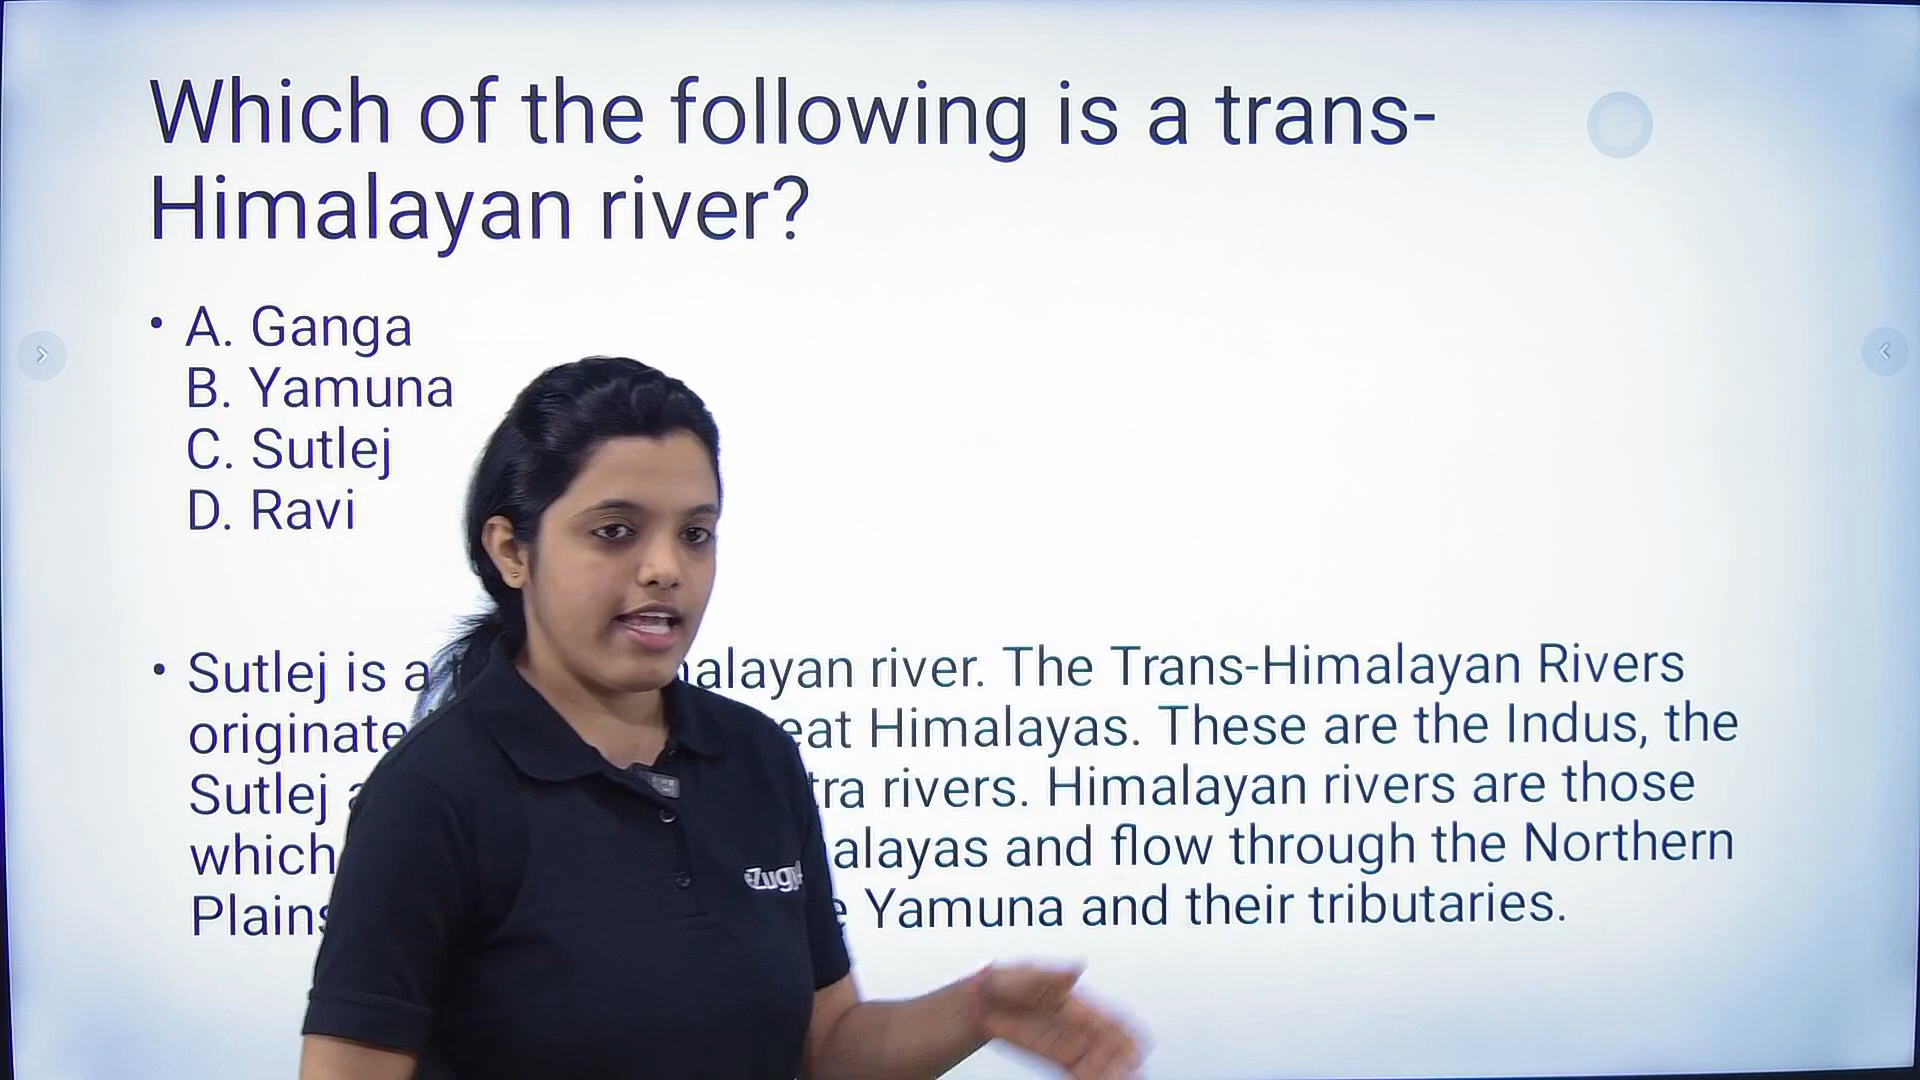 Which of the following is a trans-
Himalayan river?
• A. Ganga
B. Yamuna
C. Sutlej
D. Ravi
• Sutlej is a malayan river. The Trans-Himalayan Rivers
originate eat Himalayas. These are the Indus, the
Sutlej tra rivers. Himalayan rivers are those
which alayas and flow through the Northern
Plains Yamuna and their tributaries.